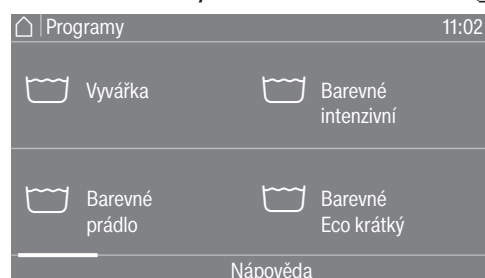 Programy 11:02
Vyvářka
Barevné
intenzivní
Barevné
prádlo
Barevné
Eco krátký
Nápověda